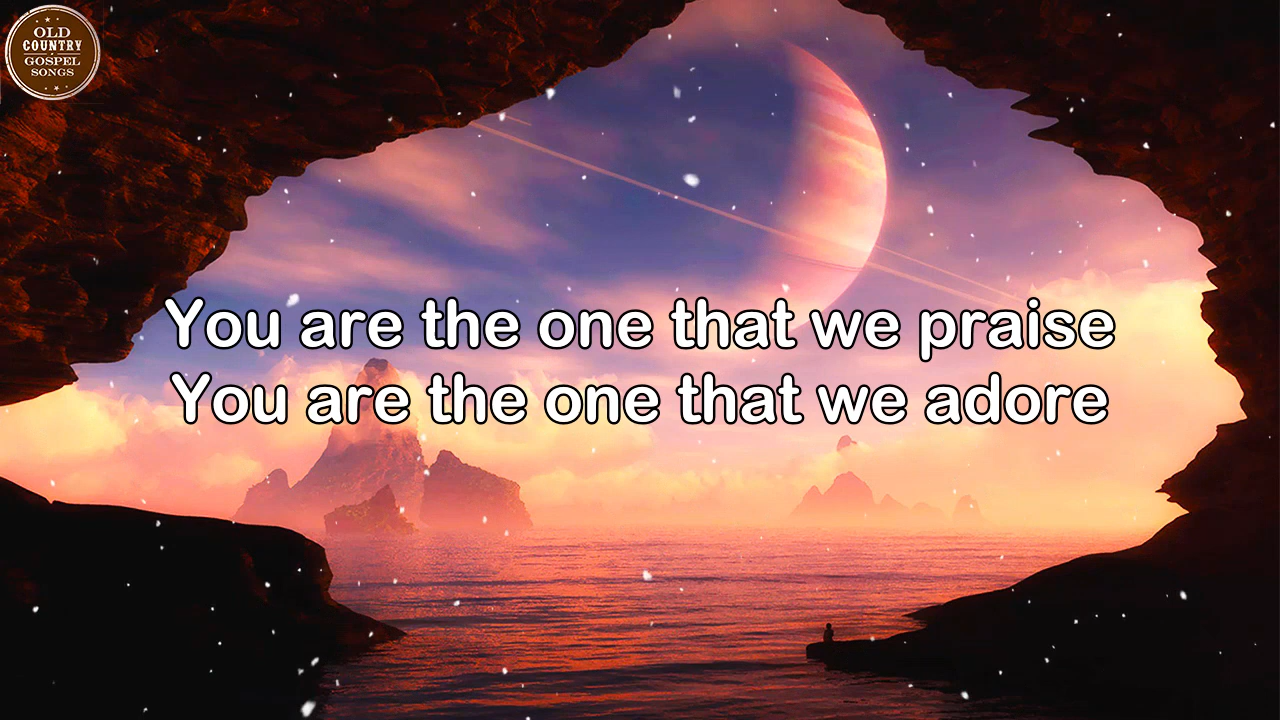 OLD
COUNTRY
GOSPEL
SONGS
You are the one that we praise
You are the one that we adore